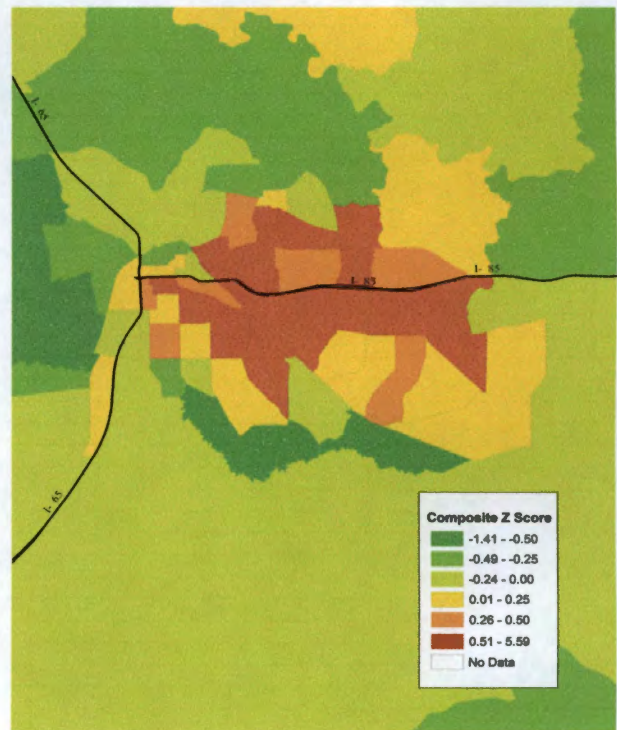 I- 65
I- 85
I- 85
I- 65
Composite Z Score
-1.41 - -0.50
-0.49 - -0.25
-0.24 - 0.00
0.01 - 0.25
0.26 - 0.50
0.51 - 5.59
No Data